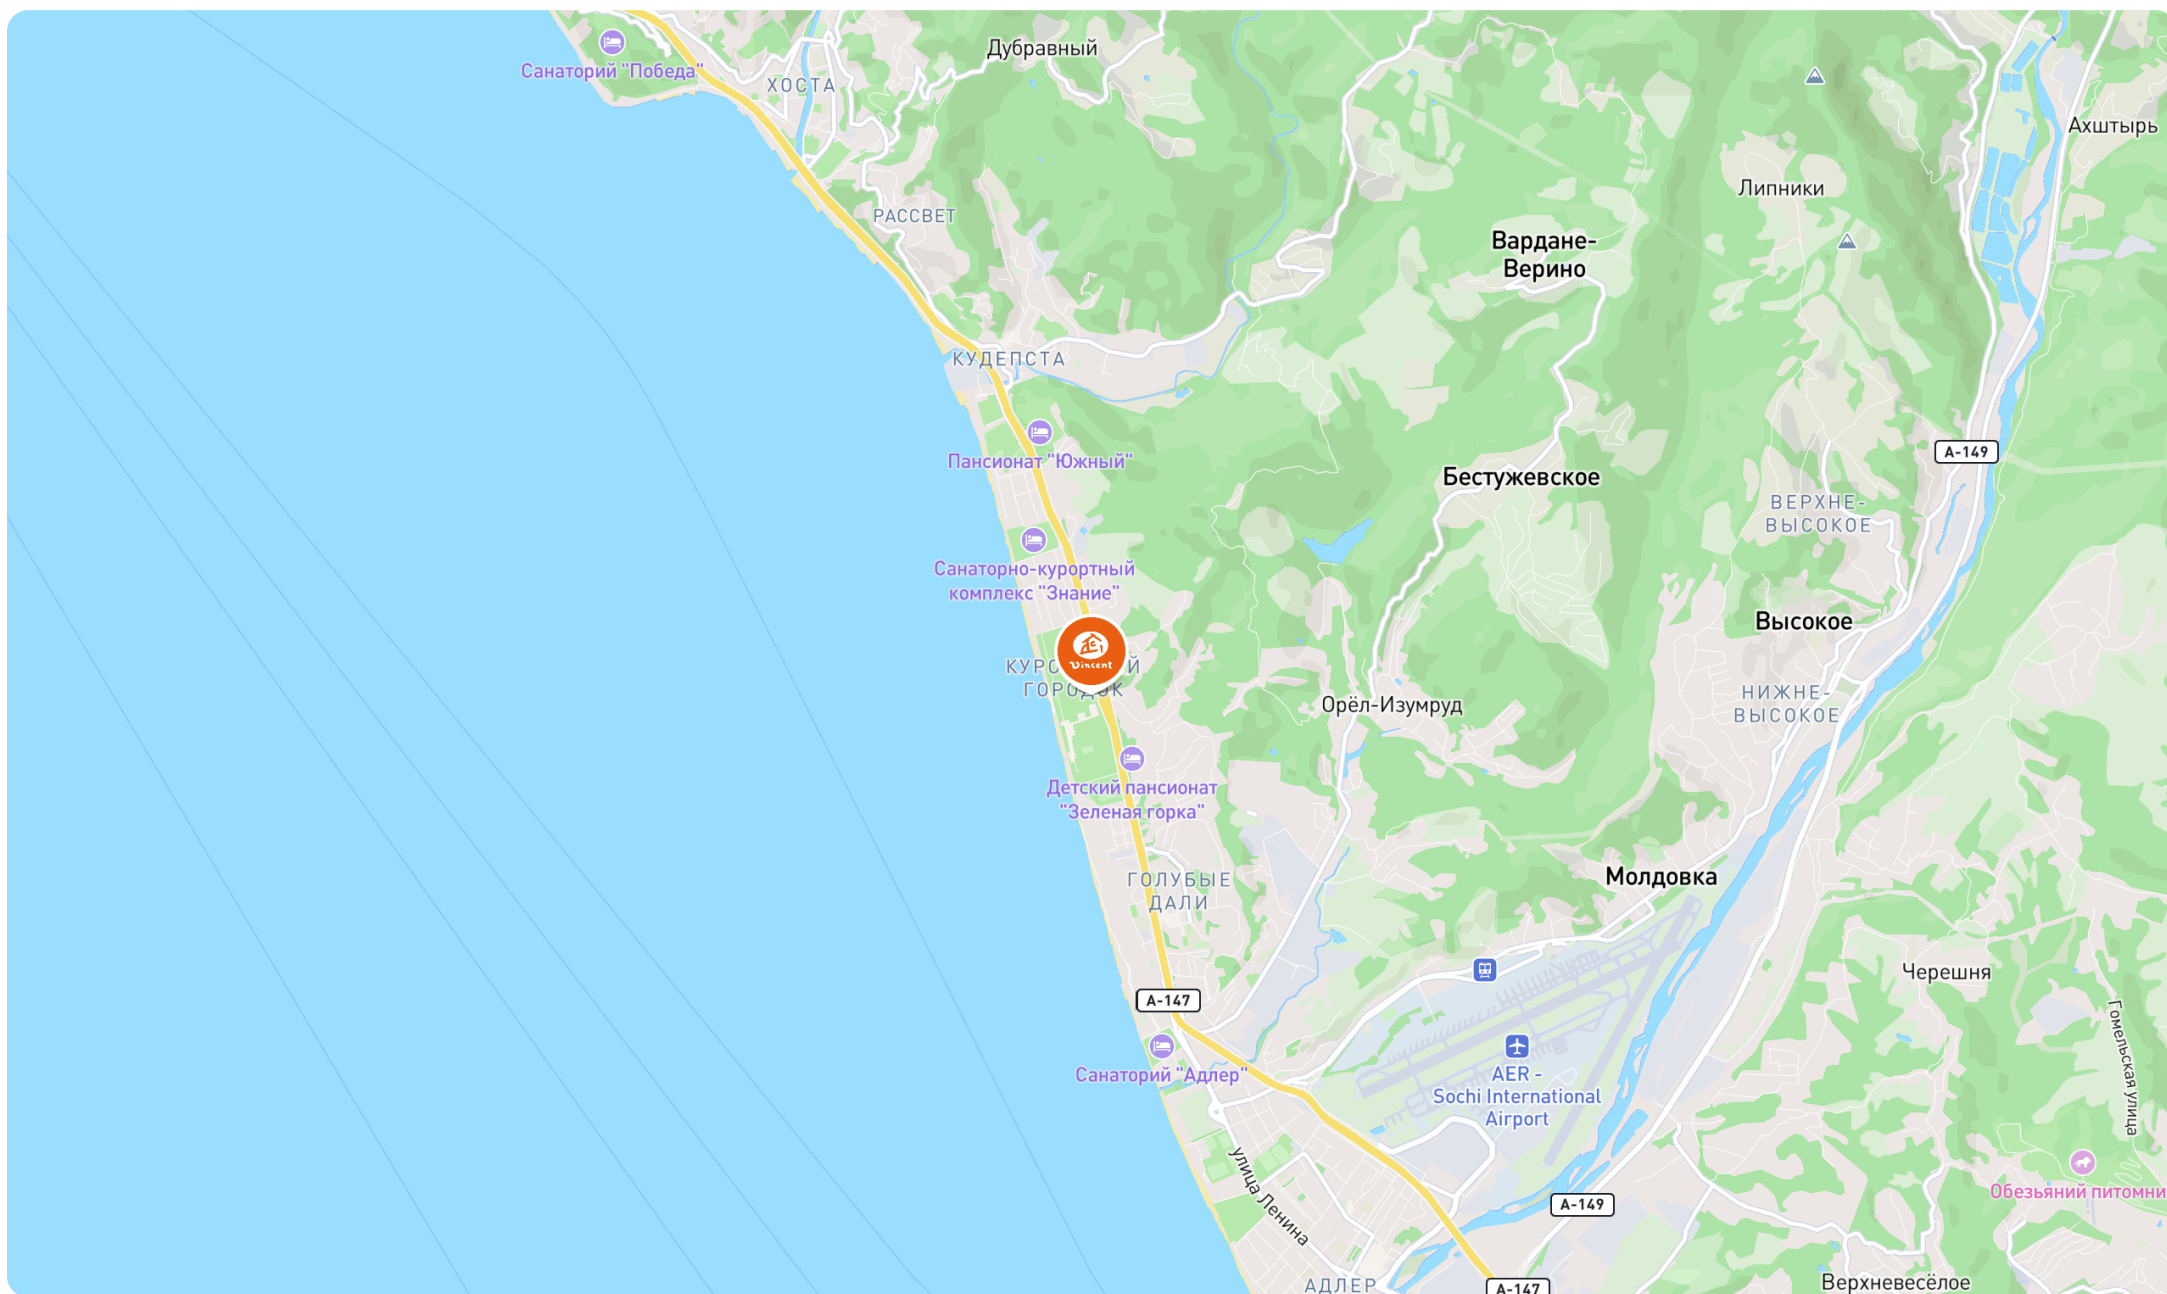 Дубравный
Санаторий "Победа"
ХОСТА
Ахштырь
Липники
РАССВЕТ
Вардане-
Верино
КУДЕПСТА
А-149
Пансионат "Южный"
Бестужевское
ВЕРХНЕ-
ВЫСОКОЕ
Санаторно-курортный
комплекс "Знание"
Высокое
Vincent
КУРО Й
ГОРОДОК
НИЖНЕ-
ВЫСОКОЕ
Орёл-Изумруд
Детский пансионат
"Зеленая горка"
ГОЛУБЫЕ
ДАЛИ
Молдовка
Черешня
А-147
Гомельская улица
Санаторий "Адлер"
AER -
Sochi International
Airport
улица Ленина
Обезьяний питомни
А-149
АДЛЕР
А-147
Верхневесёлое